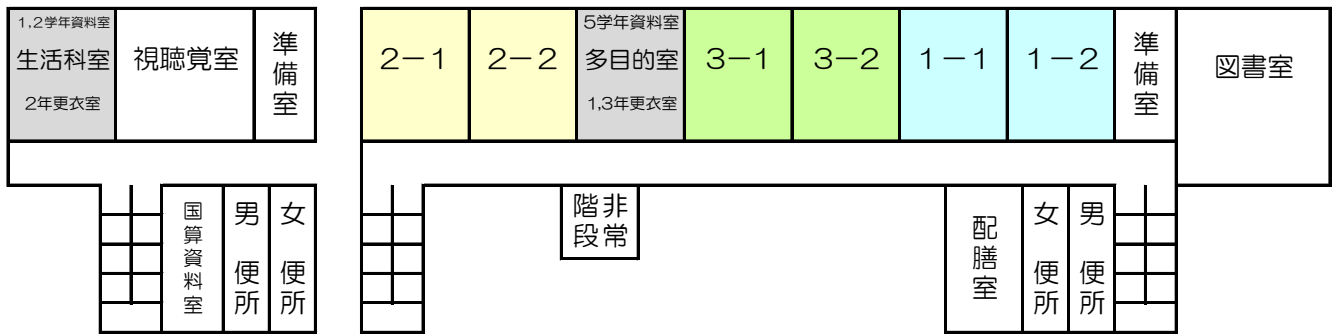 1,2学年資料室
生活科室
2年更衣室
視聴覚室
準備室
2-1
2-2
5学年資料室
多目的室
1,3年更衣室
3-1
3-2
1-1
1-2
準備室
図書室
国算資料室
男便所
女便所
非常
階段
配膳室
女便所
男便所